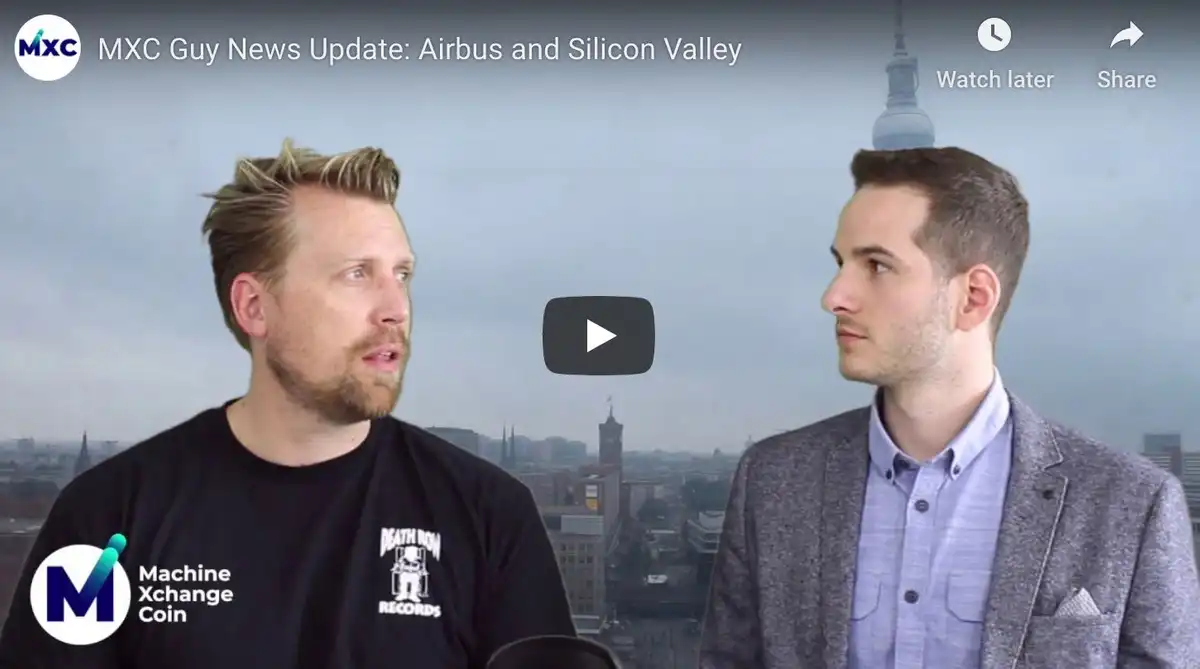 MXC
MXC Guy News Update: Airbus and Silicon Valley
Watch later
Share
DEATH ROW
RECORDS
M
Machine
Xchange
Coin